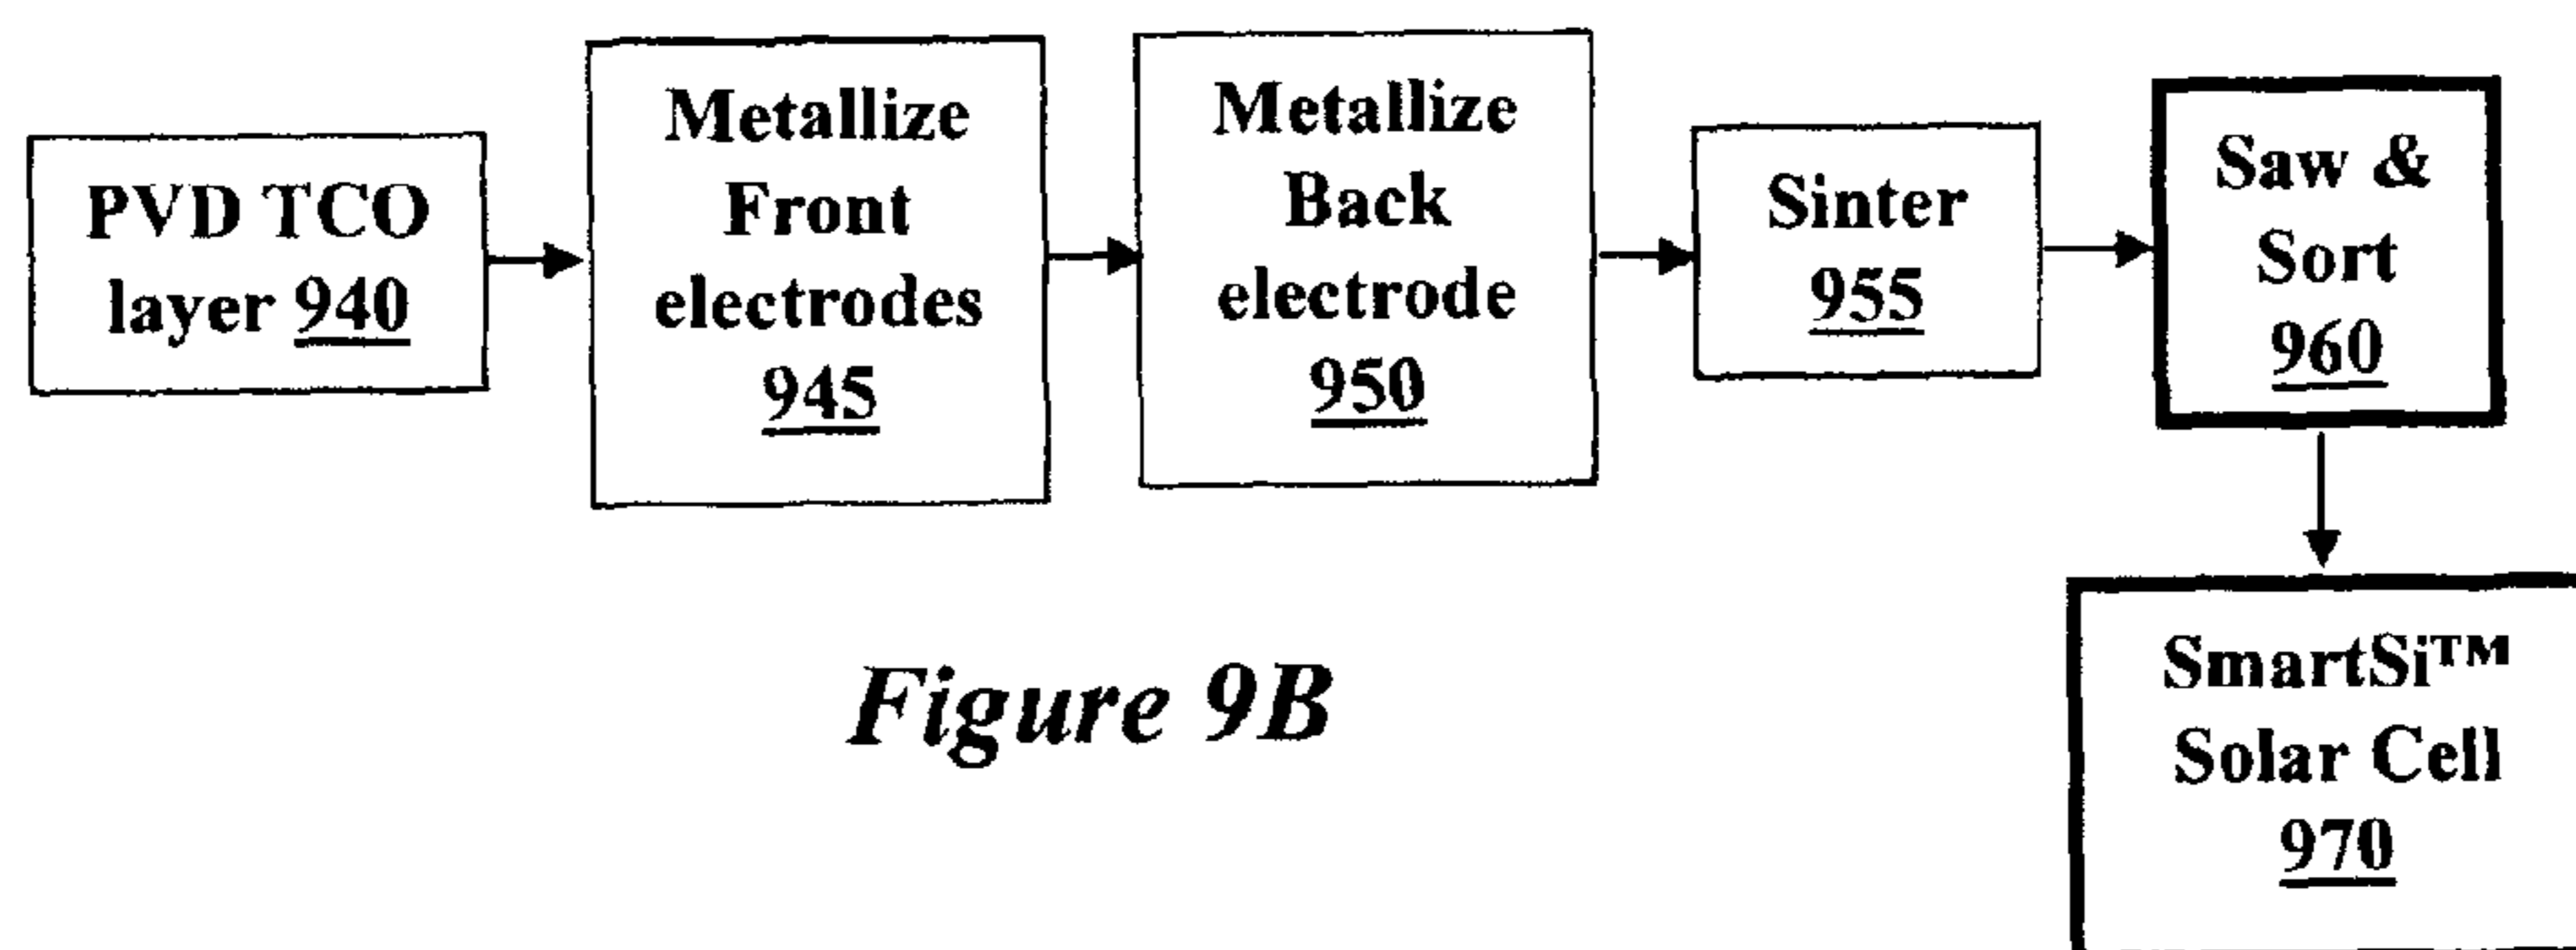 PVD TCO
layer 940
Metallize
Front
electrodes
945
Metallize
Back
electrode
950
Sinter
955
Saw &
Sort
960
SmartSi™
Solar Cell
970
Figure 9B